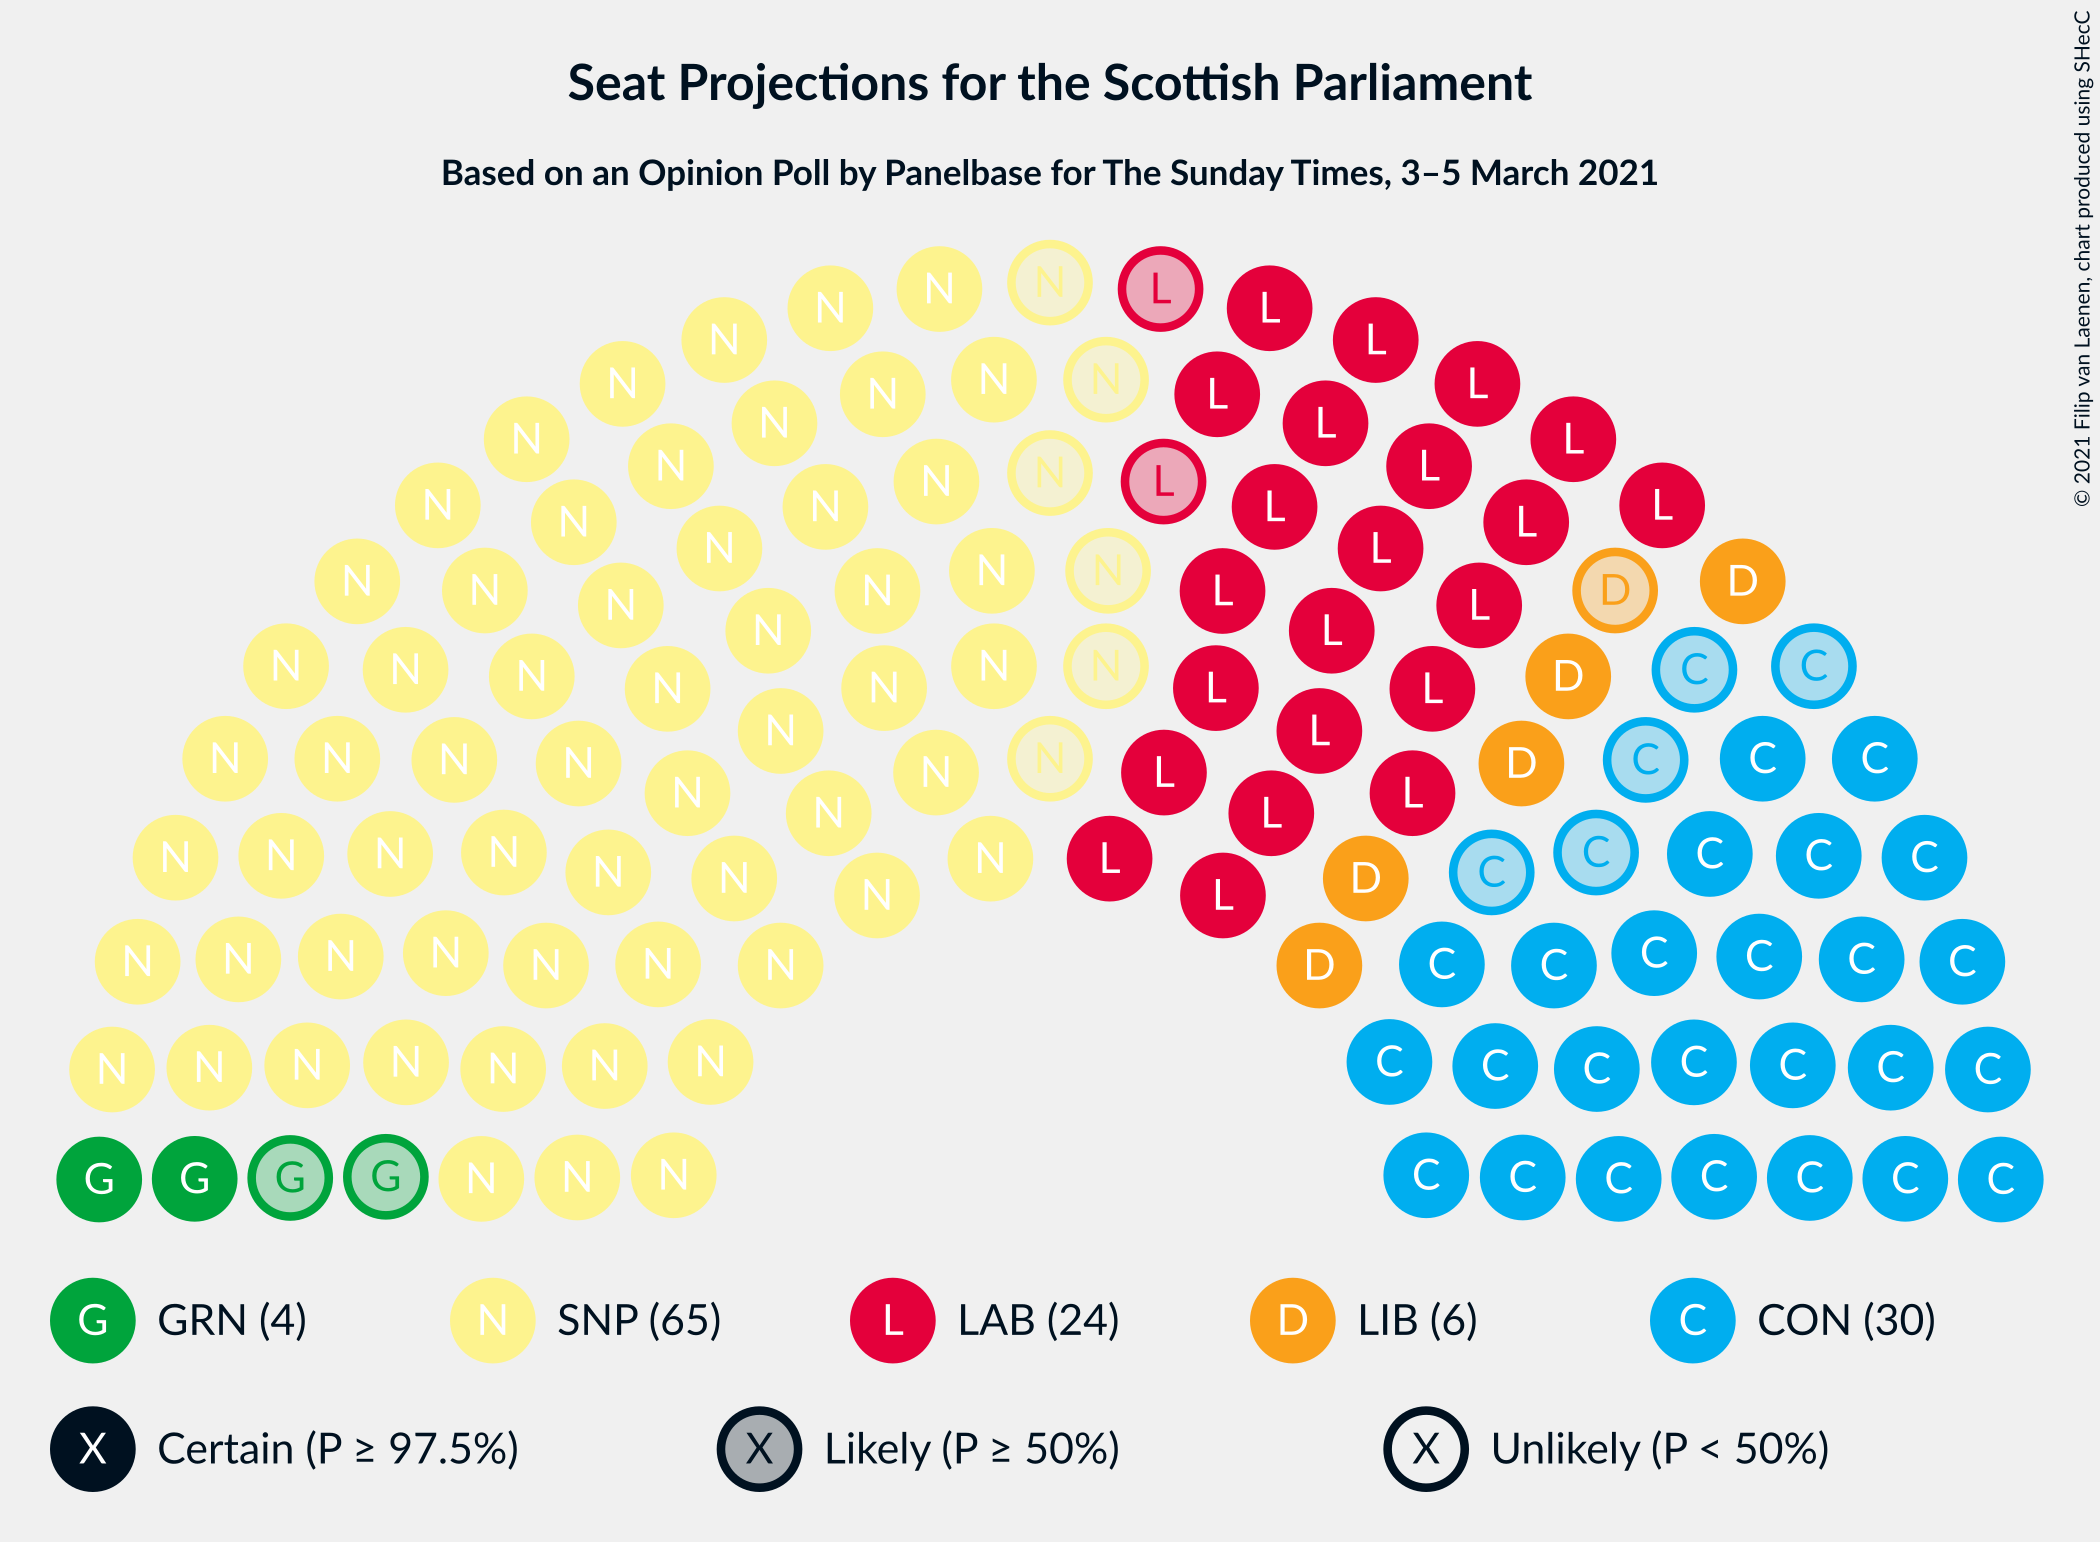 Seat Projections for the Scottish Parliament
Based on an Opinion Poll by Panelbase for The Sunday Times, 3–5 March 2021
© 2021 Filip van Laenen, chart produced using SHecC
N N N L L
N N L L
N N N L L
N N L L
N N N L L
N N L L
N N N L L
N N L L
N N N L L
N N L L
N N N D D
N N L L
N N N L L
N N N D C C
N N N L L
N N N N D C C C
N N L L
N N L L
N N N N C C C C
N N L L
N N N D C
N N L L
N N N N C C C C
N N N D C C
N N N N N N C C C C C C
N N N N N N N C C C C C C C
G G G G N N N C C C C C C C
G GRN (4) N SNP (65) L LAB (24) D LIB (6) C CON (30)
X Certain (P ≥ 97.5%) X Likely (P ≥ 50%) X Unlikely (P < 50%)